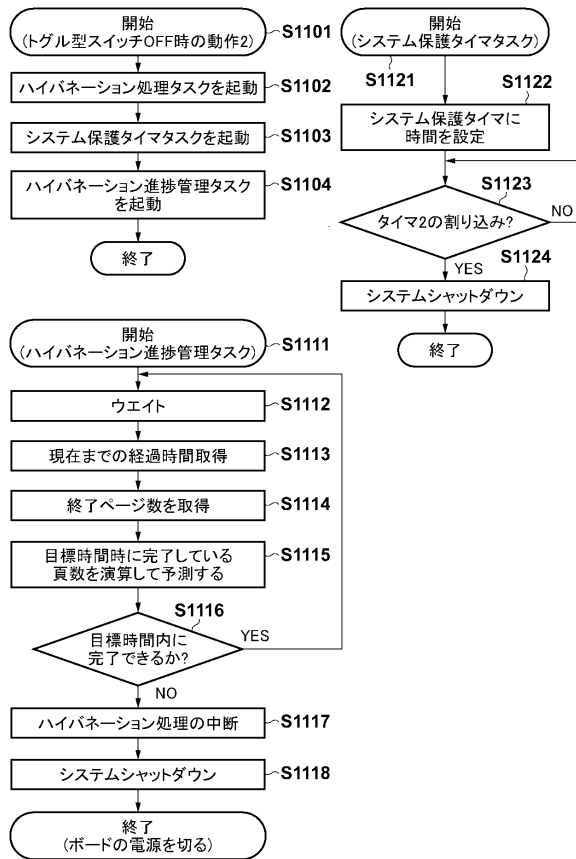 開始
(トグル型スイッチOFF時の動作2)
S1101
ハイバネーション処理タスクを起動
S1102
システム保護タイマタスクを起動
S1103
ハイバネーション進捗管理タスク
を起動
S1104
終了
開始
(システム保護タイマタスク)
S1121
S1122
システム保護タイマに
時間を設定
S1123
タイマ2の割り込み?
NO
YES
S1124
システムシャットダウン
終了
開始
(ハイバネーション進捗管理タスク)
S1111
ウエイト
S1112
現在までの経過時間取得
S1113
終了ページ数を取得
S1114
目標時間時に完了している
頁数を演算して予測する
S1115
S1116
目標時間内に
完了できるか?
YES
NO
ハイバネーション処理の中断
S1117
システムシャットダウン
S1118
終了
(ボードの電源を切る)